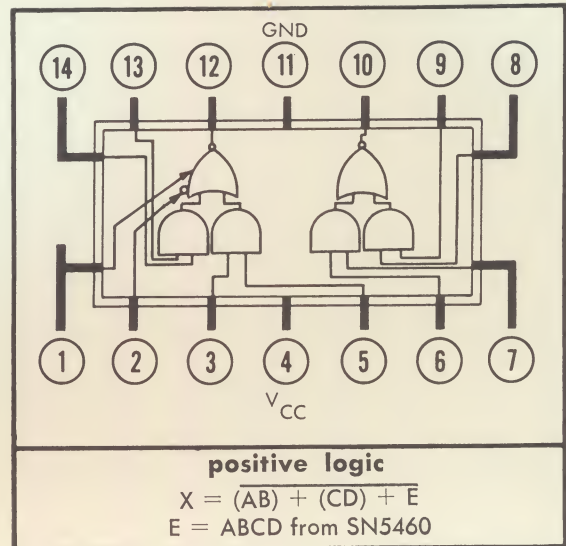 GND
14 13 12 11 10 9 8
1 2 3 4 5 6 7
VCC
positive logic
X = (AB) + (CD) + E
E = ABCD from SN5460